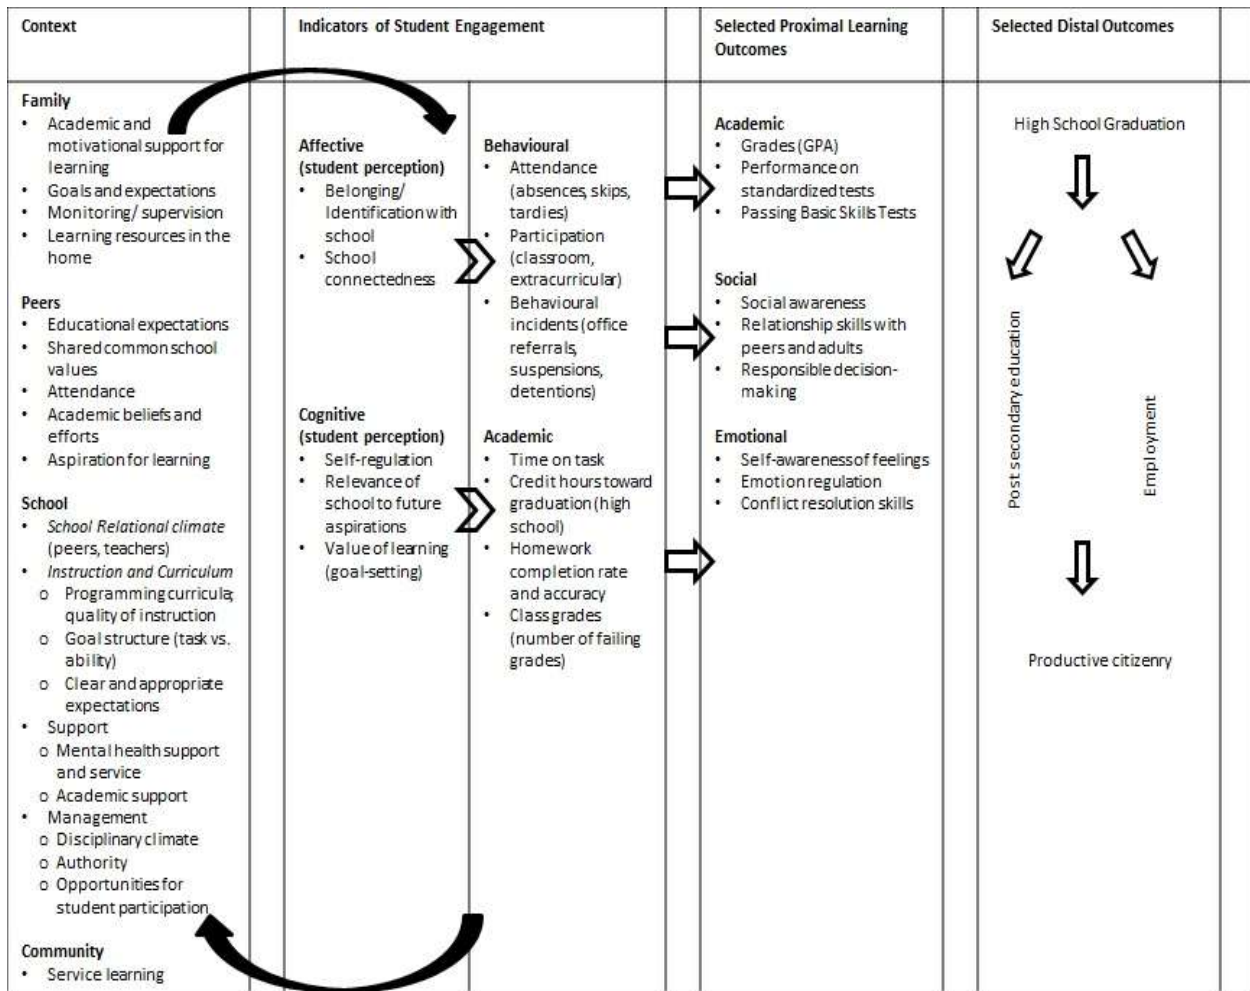 Context
Family
• Academic and
motivational support for
learning
• Goals and expectations
• Monitoring/ supervision
• Learning resources in the
home
Peers
• Educational expectations
• Shared common school
values
• Attendance
• Academic beliefs and
efforts
• Aspiration for learning
School
• School Relational climate
(peers, teachers)
• Instruction and Curriculum
o Programming curricula;
quality of instruction
o Goal structure (task vs.
ability)
o Clear and appropriate
expectations
• Support
o Mental health support
and service
o Academic support
• Management
o Disciplinary climate
o Authority
o Opportunities for
student participation
Community
• Service learning
Indicators of Student Engagement
Affective
(student perception)
• Belonging/
Identification with
school
• School
connectedness
Cognitive
(student perception)
• Self-regulation
• Relevance of
school to future
aspirations
• Value of learning
(goal-setting)
Behavioural
• Attendance
(absences, skips,
tardies)
• Participation
(classroom,
extracurricular)
• Behavioural
incidents (office
referrals,
suspensions,
detentions)
Academic
• Time on task
• Credit hours toward
graduation (high
school)
• Homework
completion rate
and accuracy
• Class grades
(number of failing
grades)
Selected Proximal Learning
Outcomes
Academic
• Grades (GPA)
• Performance on
standardized tests
• Passing Basic Skills Tests
Social
• Social awareness
• Relationship skills with
peers and adults
• Responsible decision-
making
Emotional
• Self-awareness of feelings
• Emotion regulation
• Conflict resolution skills
Selected Distal Outcomes
High School Graduation
Post secondary education
Employment
Productive citizenry